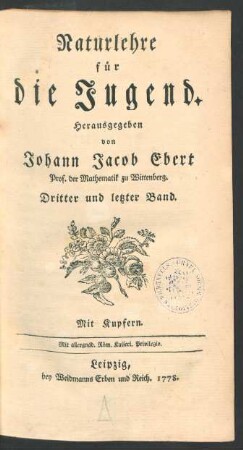 Naturlehre
für
die Jugend.
Herausgegeben
von
Johann Jacob Ebert
Prof. der Mathematik zu Wittenberg.
Dritter und letzter Band.
Mit Kupfern.
Mit allergnäd. Röm. Kaiserl. Privilegio.
Leipzig,
bey Weidmanns Erben und Reich. 1778.